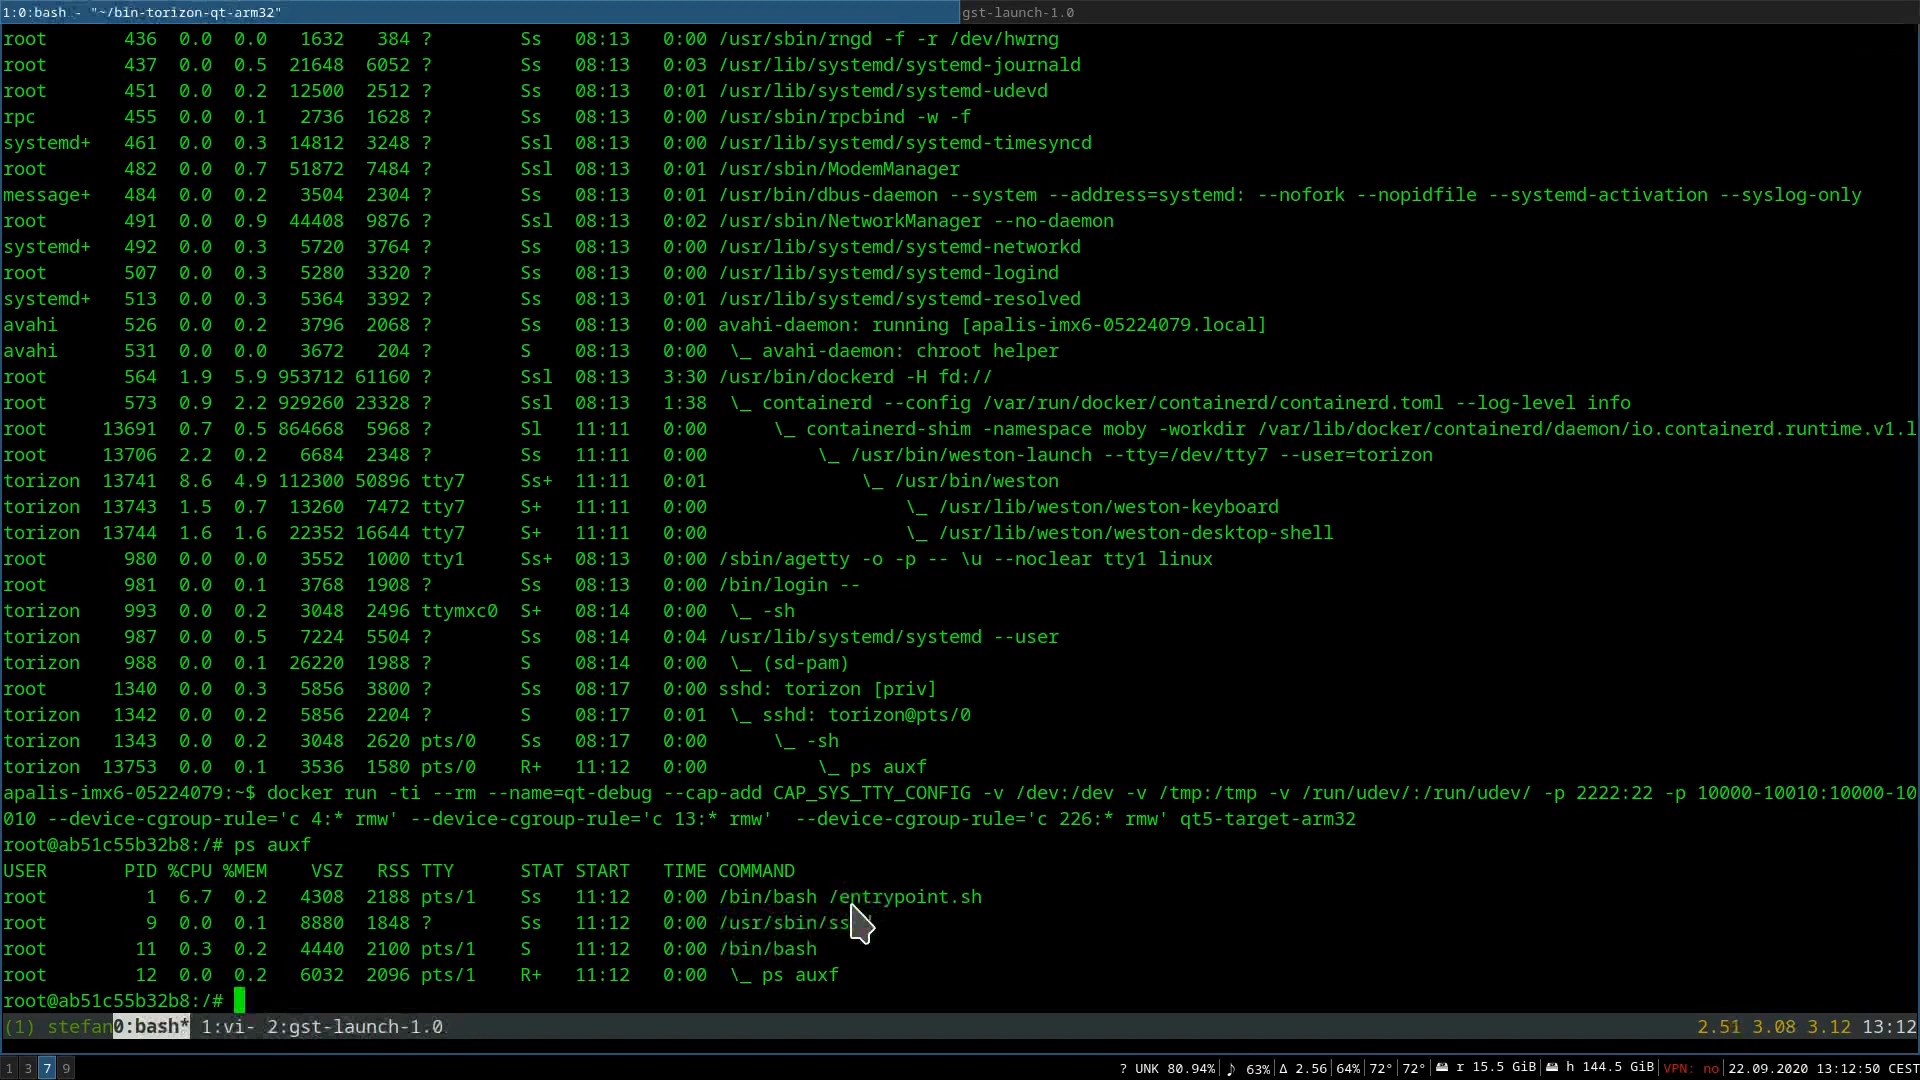 1:0:bash - "~/bin-torizon-qt-arm32"
gst-launch-1.0
root 436 0.0 0.0 1632 384 ? Ss 08:13 0:00 /usr/sbin/rngd -f -r /dev/hwrng
root 437 0.0 0.5 21648 6052 ? Ss 08:13 0:03 /usr/lib/systemd/systemd-journald
root 451 0.0 0.2 12500 2512 ? Ss 08:13 0:01 /usr/lib/systemd/systemd-udevd
rpc 455 0.0 0.1 2736 1628 ? Ss 08:13 0:00 /usr/sbin/rpcbind -w -f
systemd+ 461 0.0 0.3 14812 3248 ? Ssl 08:13 0:00 /usr/lib/systemd/systemd-timesyncd
root 482 0.0 0.7 51872 7484 ? Ssl 08:13 0:01 /usr/sbin/ModemManager
message+ 484 0.0 0.2 3504 2304 ? Ss 08:13 0:01 /usr/bin/dbus-daemon --system --address=systemd: --nofork --nopidfile --systemd-activation --syslog-only
root 491 0.0 0.9 44408 9876 ? Ssl 08:13 0:02 /usr/sbin/NetworkManager --no-daemon
systemd+ 492 0.0 0.3 5720 3764 ? Ss 08:13 0:00 /usr/lib/systemd/systemd-networkd
root 507 0.0 0.3 5280 3320 ? Ss 08:13 0:00 /usr/lib/systemd/systemd-logind
systemd+ 513 0.0 0.3 5364 3392 ? Ss 08:13 0:01 /usr/lib/systemd/systemd-resolved
avahi 526 0.0 0.2 3796 2068 ? Ss 08:13 0:00 avahi-daemon: running [apalis-imx6-05224079.local]
avahi 531 0.0 0.0 3672 204 ? S 08:13 0:00 \_ avahi-daemon: chroot helper
root 564 1.9 5.9 953712 61160 ? Ssl 08:13 3:30 /usr/bin/dockerd -H fd://
root 573 0.9 2.2 929260 23328 ? Ssl 08:13 1:38 \_ containerd --config /var/run/docker/containerd/containerd.toml --log-level info
root 13691 0.7 0.5 864668 5968 ? Sl 11:11 0:00 \_ containerd-shim -namespace moby -workdir /var/lib/docker/containerd/daemon/io.containerd.runtime.v1.l
root 13706 2.2 0.2 6684 2348 ? Ss 11:11 0:00 \_ /usr/bin/weston-launch --tty=/dev/tty7 --user=torizon
torizon 13741 8.6 4.9 112300 50896 tty7 Ss+ 11:11 0:01 \_ /usr/bin/weston
torizon 13743 1.5 0.7 13260 7472 tty7 S+ 11:11 0:00 \_ /usr/lib/weston/weston-keyboard
torizon 13744 1.6 1.6 22352 16644 tty7 S+ 11:11 0:00 \_ /usr/lib/weston/weston-desktop-shell
root 980 0.0 0.0 3552 1000 tty1 Ss+ 08:13 0:00 /sbin/agetty -o -p -- \u --noclear tty1 linux
root 981 0.0 0.1 3768 1908 ? Ss 08:13 0:00 /bin/login --
torizon 993 0.0 0.2 3048 2496 ttymxc0 S+ 08:14 0:00 \_ -sh
torizon 987 0.0 0.5 7224 5504 ? Ss 08:14 0:04 /usr/lib/systemd/systemd --user
torizon 988 0.0 0.1 26220 1988 ? S 08:14 0:00 \_ (sd-pam)
root 1340 0.0 0.3 5856 3800 ? Ss 08:17 0:00 sshd: torizon [priv]
torizon 1342 0.0 0.2 5856 2204 ? S 08:17 0:01 \_ sshd: torizon@pts/0
torizon 1343 0.0 0.2 3048 2620 pts/0 Ss 08:17 0:00 \_ -sh
torizon 13753 0.0 0.1 3536 1580 pts/0 R+ 11:12 0:00 \_ ps auxf
apalis-imx6-05224079:~$ docker run -ti --rm --name=qt-debug --cap-add CAP_SYS_TTY_CONFIG -v /dev:/dev -v /tmp:/tmp -v /run/udev/:/run/udev/ -p 2222:22 -p 10000-10010:10000-10
010 --device-cgroup-rule='c 4:* rmw' --device-cgroup-rule='c 13:* rmw' --device-cgroup-rule='c 226:* rmw' qt5-target-arm32
root@ab51c55b32b8:/# ps auxf
USER PID %CPU %MEM VSZ RSS TTY STAT START TIME COMMAND
root 1 6.7 0.2 4308 2188 pts/1 Ss 11:12 0:00 /bin/bash /entrypoint.sh
root 9 0.0 0.1 8880 1848 ? Ss 11:12 0:00 /usr/sbin/ss
root 11 0.3 0.2 4440 2100 pts/1 S 11:12 0:00 /bin/bash
root 12 0.0 0.2 6032 2096 pts/1 R+ 11:12 0:00 \_ ps auxf
root@ab51c55b32b8:/#
(1) stefan0:bash* 1:vi- 2:gst-launch-1.0 2.51 3.08 3.12 13:12
1 3 7 9 ? UNK 80.94%| ♪ 63%| Δ 2.56| 64%| 72°| 72°| r 15.5 GiB| h 144.5 GiB| VPN: no| 22.09.2020 13:12:50 CEST